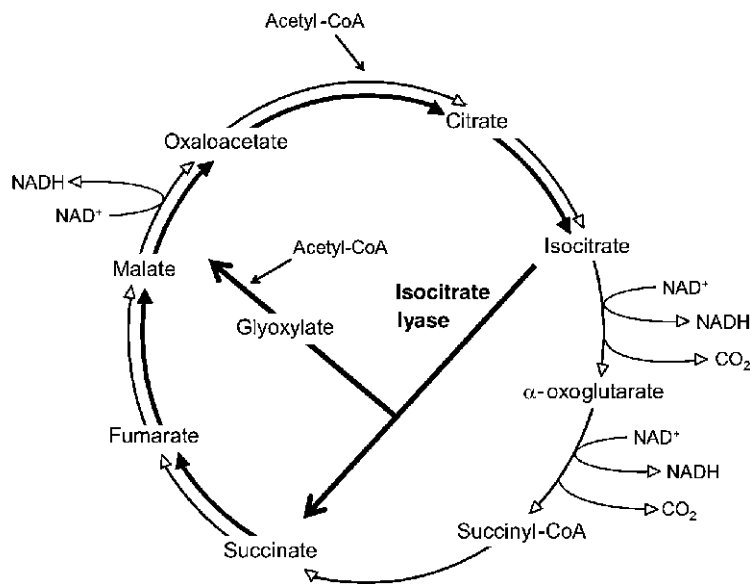 Acetyl-CoA
Citrate
Oxaloacetate
NADH
NAD⁺
Isocitrate
Acetyl-CoA
Malate
Isocitrate
lyase
NAD⁺
Glyoxylate
NADH
CO₂
α-oxoglutarate
Fumarate
NAD⁺
NADH
CO₂
Succinyl-CoA
Succinate